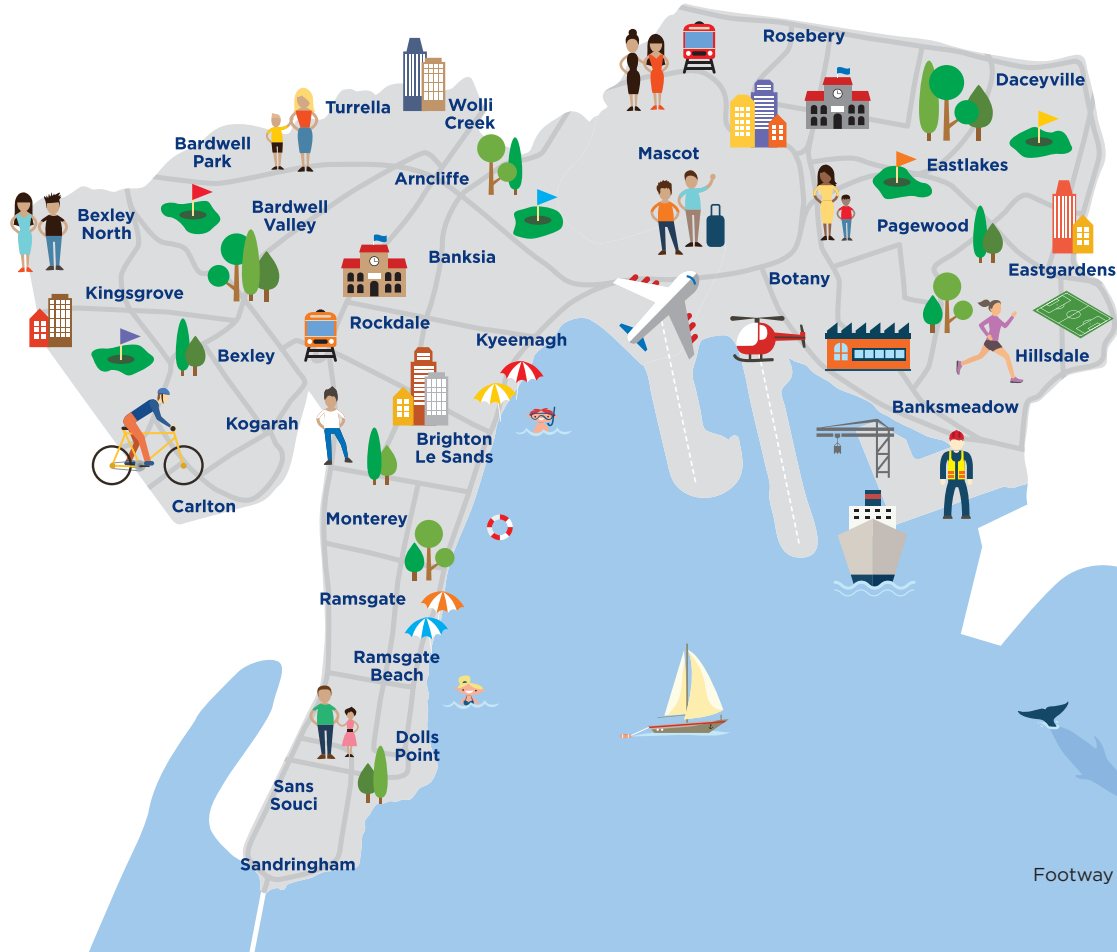 Rosebery
Daceyville
Turrella
Wolli
Creek
Bardwell
Park
Mascot
Eastlakes
Arncliffe
Bexley
North
Bardwell
Valley
Pagewood
Banksia
Eastgardens
Botany
Kingsgrove
Rockdale
Kyeemagh
Bexley
Hillsdale
Banksmeadow
Kogarah
Brighton
Le Sands
Carlton
Monterey
Ramsgate
Ramsgate
Beach
Dolls
Point
Sans
Souci
Sandringham
Footway